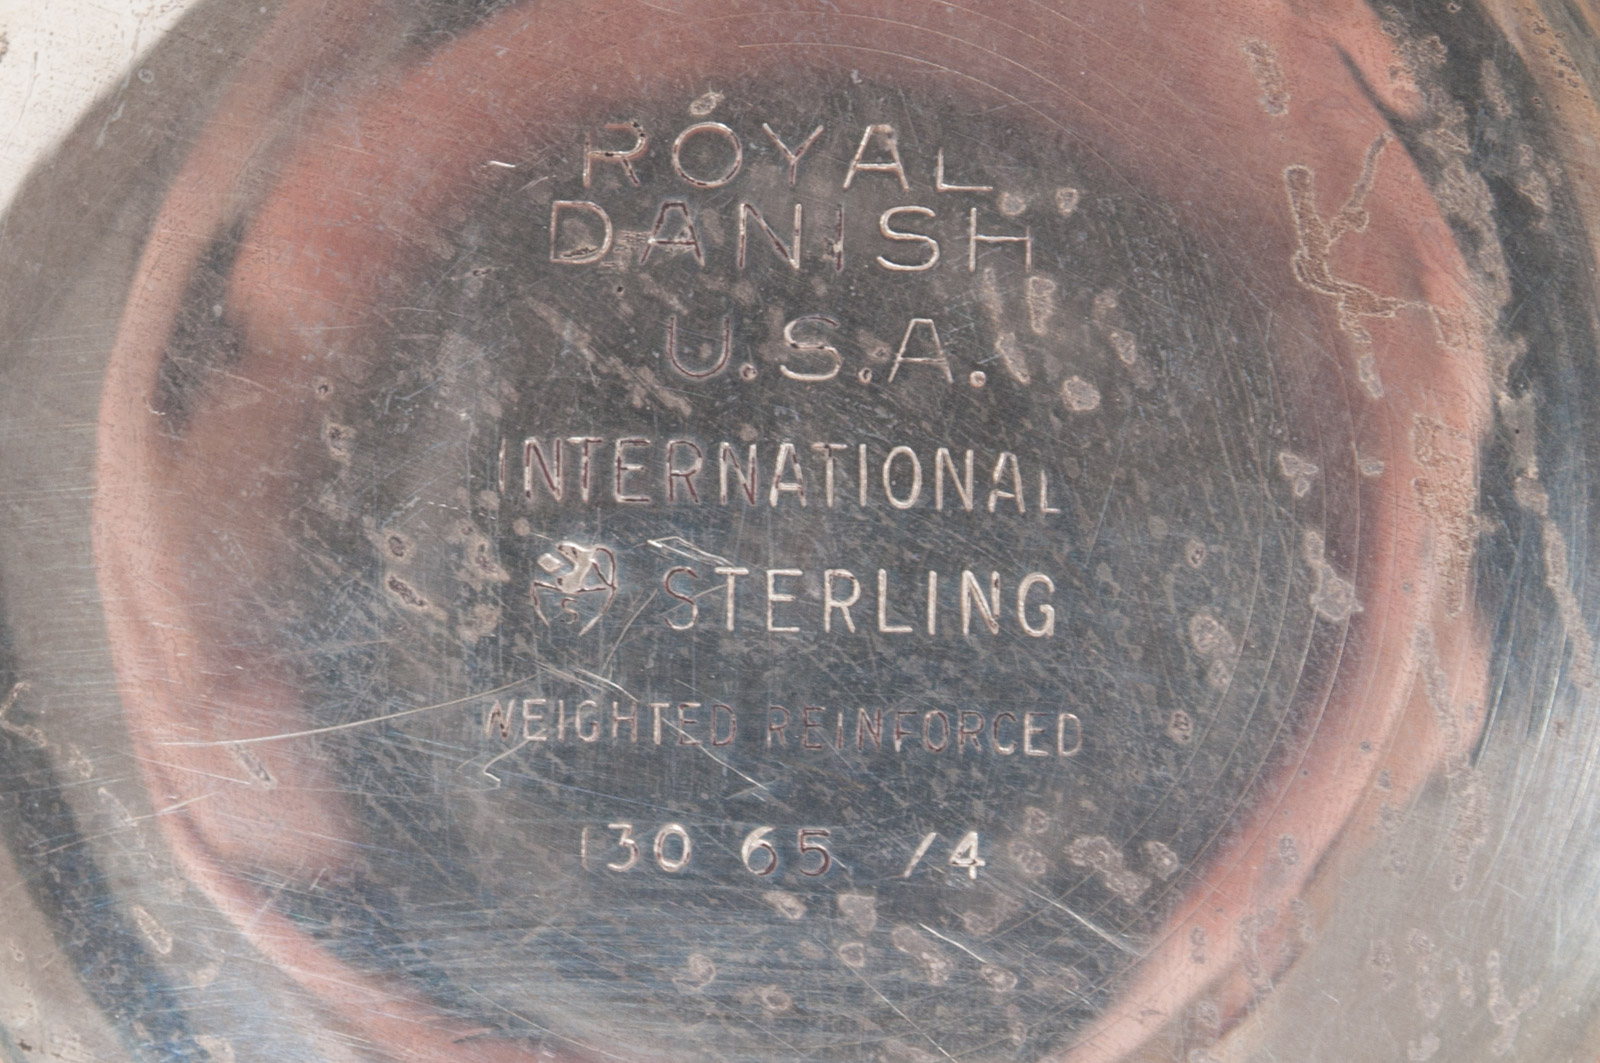 ROYAL
DANISH
U.S.A.
INTERNATIONAL
S STERLING
WEIGHTED REINFORCED
130 65 /4